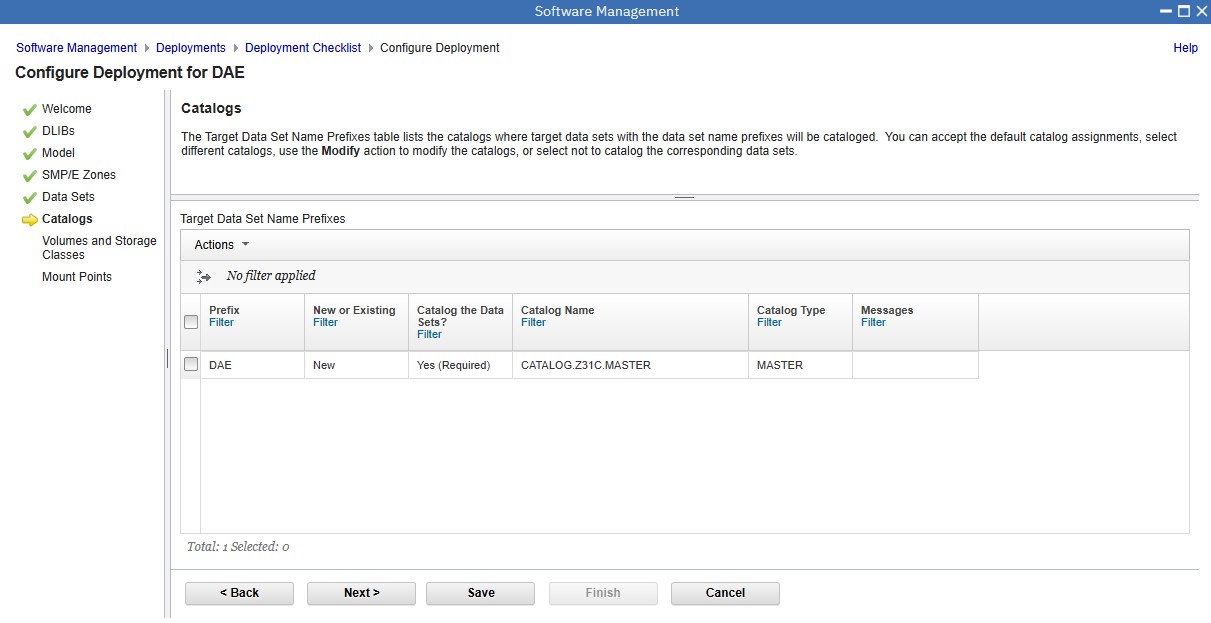 Software Management
Software Management Deployments Deployment Checklist Configure Deployment Help
Configure Deployment for DAE
Welcome
DLIBs
Model
SMP/E Zones
Data Sets
Catalogs
Volumes and Storage
Classes
Mount Points
Catalogs
The Target Data Set Name Prefixes table lists the catalogs where target data sets with the data set name prefixes will be cataloged. You can accept the default catalog assignments, select
different catalogs, use the Modify action to modify the catalogs, or select not to catalog the corresponding data sets.
Target Data Set Name Prefixes
Actions
No filter applied
Prefix
Filter
New or Existing
Filter
Catalog the Data
Sets?
Filter
Catalog Name
Filter
Catalog Type
Filter
Messages
Filter
DAE New Yes (Required) CATALOG.Z31C.MASTER MASTER
Total: 1 Selected: 0
< Back Next > Save Finish Cancel